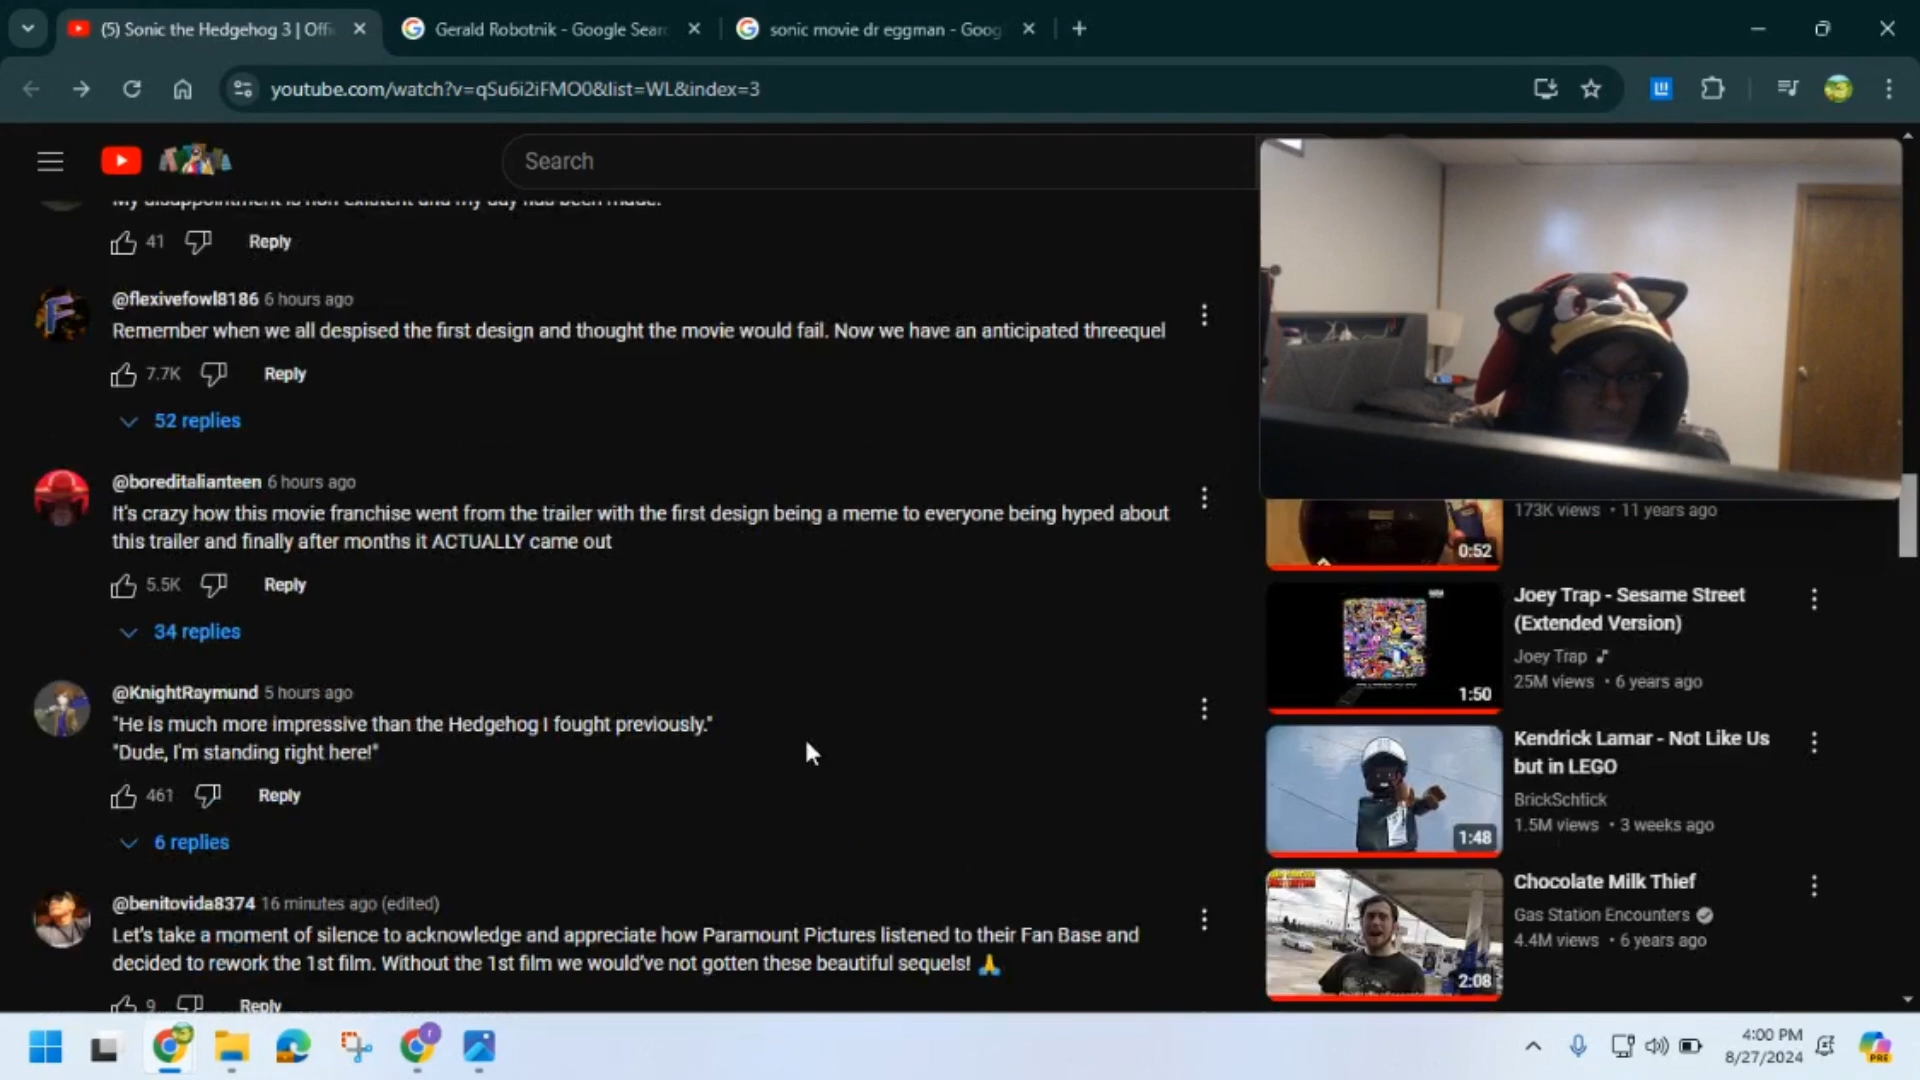 (5) Sonic the Hedgehog 3 | Offi
Gerald Robotnik - Google Sear
sonic movie dr eggman - Goog
youtube.com/watch?v=qSu6i2iFMO0&list=WL&index=3
Search
My disappointment is non-existent and my day has been made.
41
Reply
@flexivefowl8186 6 hours ago
Remember when we all despised the first design and thought the movie would fail. Now we have an anticipated threequel
7.7K
Reply
52 replies
@boreditalianteen 6 hours ago
It's crazy how this movie franchise went from the trailer with the first design being a meme to everyone being hyped about
this trailer and finally after months it ACTUALLY came out
5.5K
Reply
34 replies
@KnightRaymund 5 hours ago
"He is much more impressive than the Hedgehog I fought previously."
"Dude, I'm standing right here!"
461
Reply
6 replies
@benitovida8374 16 minutes ago (edited)
Let's take a moment of silence to acknowledge and appreciate how Paramount Pictures listened to their Fan Base and
decided to rework the 1st film. Without the 1st film we would've not gotten these beautiful sequels! 🙏
9
Reply
173K views • 11 years ago
0:52
Joey Trap - Sesame Street
(Extended Version)
Joey Trap
25M views • 6 years ago
1:50
Kendrick Lamar - Not Like Us
but in LEGO
BrickSchtick
1.5M views • 3 weeks ago
1:48
Chocolate Milk Thief
Gas Station Encounters
4.4M views • 6 years ago
2:08
4:00 PM
8/27/2024
PRE